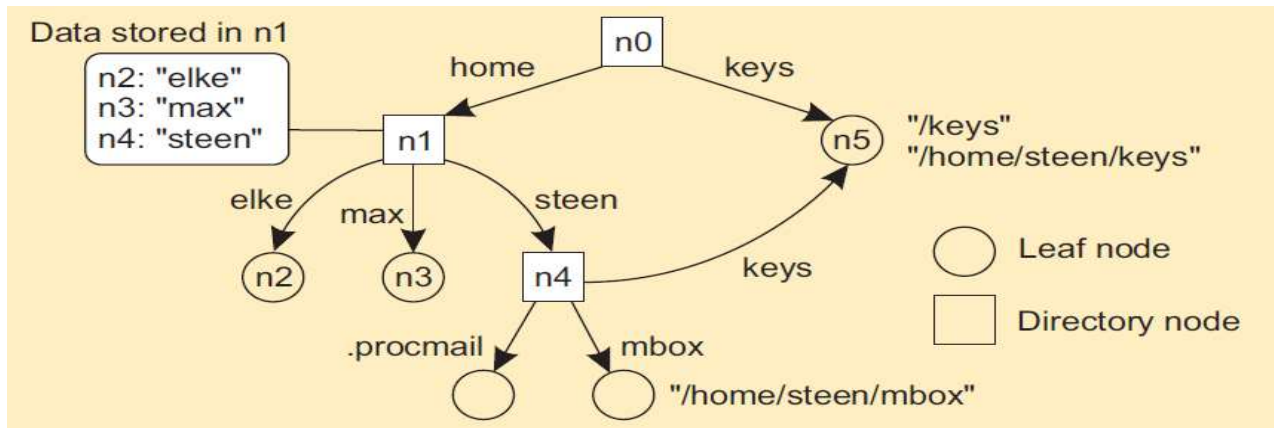 Data stored in n1
n2: "elke"
n3: "max"
n4: "steen"
n0
home
keys
n1
n5
"/keys"
"/home/steen/keys"
elke
max
steen
n2
n3
n4
keys
Leaf node
Directory node
.procmail
mbox
"/home/steen/mbox"